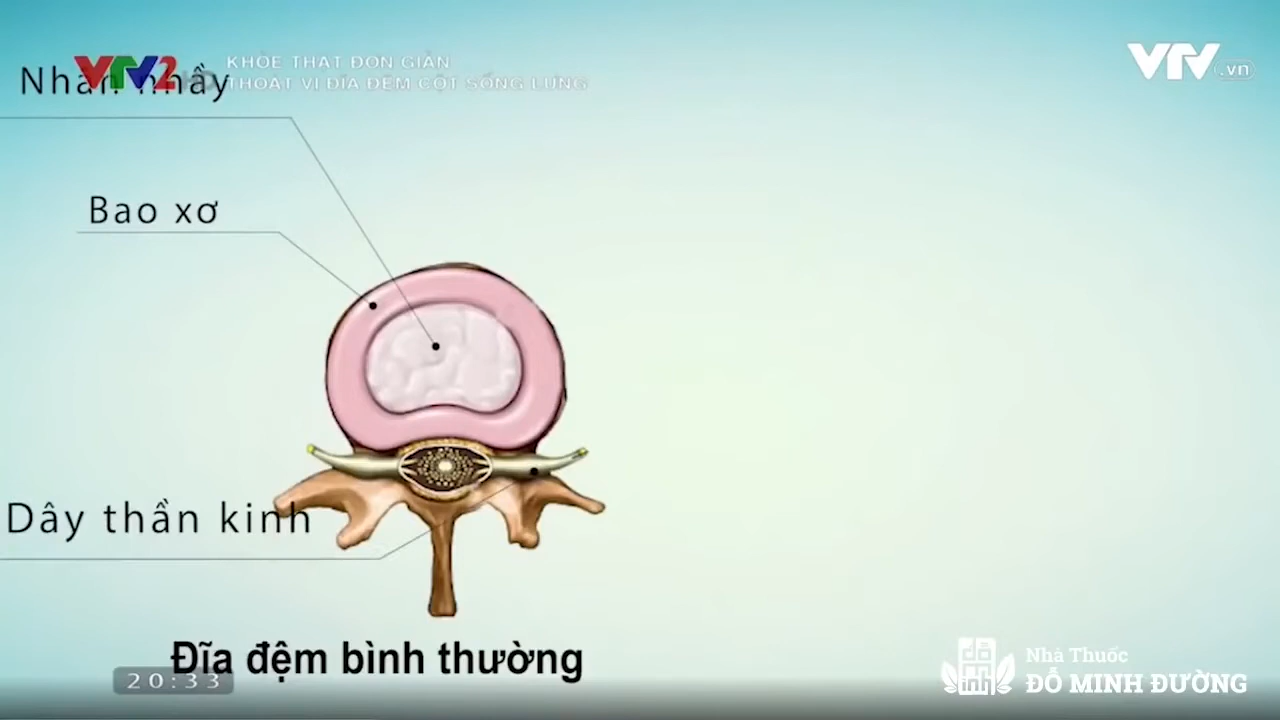 VTV2
HD
KHỎE THẬT ĐƠN GIẢN
THOÁT VỊ ĐĨA ĐỆM CỘT SỐNG LƯNG
VTV.vn
Nhân nhầy
Bao xơ
Dây thần kinh
Đĩa đệm bình thường
20:33
Nhà Thuốc
ĐỖ MINH ĐƯỜNG